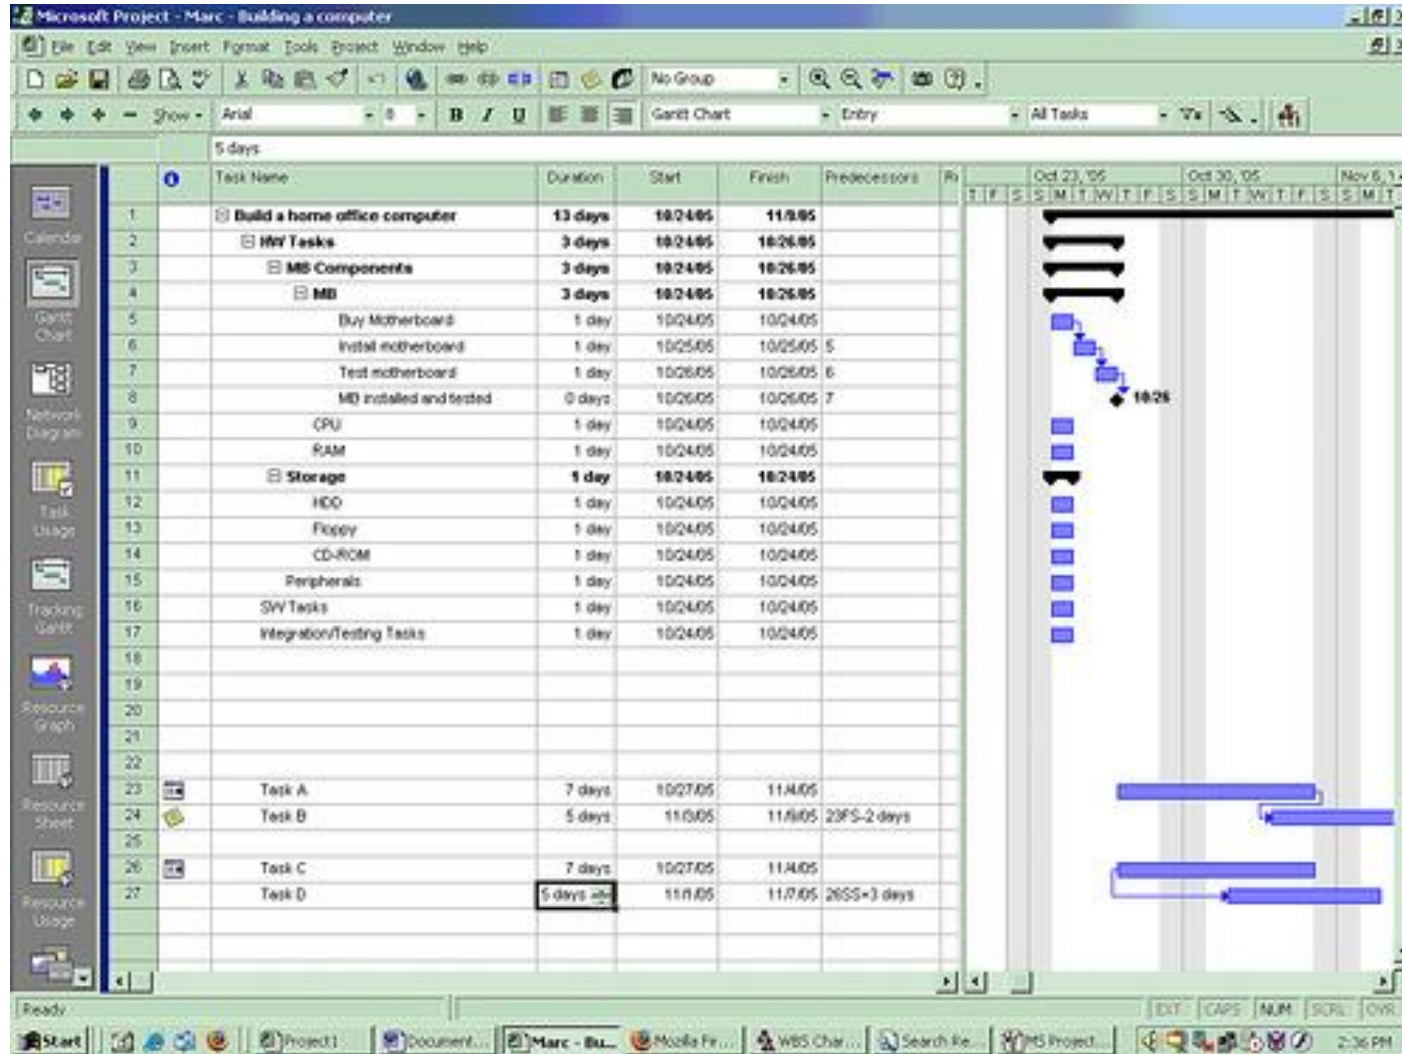 Microsoft Project - Marc - Building a computer
File Edit View Insert Format Tools Project Window Help
No Group
Show Arial 8 B I U Gantt Chart Entry All Tasks
5 days
Task Name Duration Start Finish Predecessors Oct 23, '05 Oct 30, '05 Nov 6,
T F S S M T W T F S S M T W T F S S M T
1 Build a home office computer 13 days 10/24/05 11/9/05
2 HW Tasks 3 days 10/24/05 10/26/05
3 MB Components 3 days 10/24/05 10/26/05
4 MB 3 days 10/24/05 10/26/05
5 Buy Motherboard 1 day 10/24/05 10/24/05
6 Install motherboard 1 day 10/25/05 10/25/05 5
7 Test motherboard 1 day 10/26/05 10/26/05 6
8 MB installed and tested 0 days 10/26/05 10/26/05 7 10/26
9 CPU 1 day 10/24/05 10/24/05
10 RAM 1 day 10/24/05 10/24/05
11 Storage 1 day 10/24/05 10/24/05
12 HDD 1 day 10/24/05 10/24/05
13 Floppy 1 day 10/24/05 10/24/05
14 CD-ROM 1 day 10/24/05 10/24/05
15 Peripherals 1 day 10/24/05 10/24/05
16 SW Tasks 1 day 10/24/05 10/24/05
17 Integration/Testing Tasks 1 day 10/24/05 10/24/05
18
19
20
21
22
23 Task A 7 days 10/27/05 11/4/05
24 Task B 5 days 11/3/05 11/9/05 23FS-2 days
25
26 Task C 7 days 10/27/05 11/4/05
27 Task D 5 days 11/1/05 11/7/05 26SS+3 days
Calendar
Gantt
Chart
Network
Diagram
Task
Usage
Tracking
Gantt
Resource
Graph
Resource
Sheet
Resource
Usage
Ready EXT CAPS NUM SCRL OVR
Start Project1 Document... Marc - Bu... Mozilla Fir... WBS Char... Search Re... MS Project... 2:36 PM